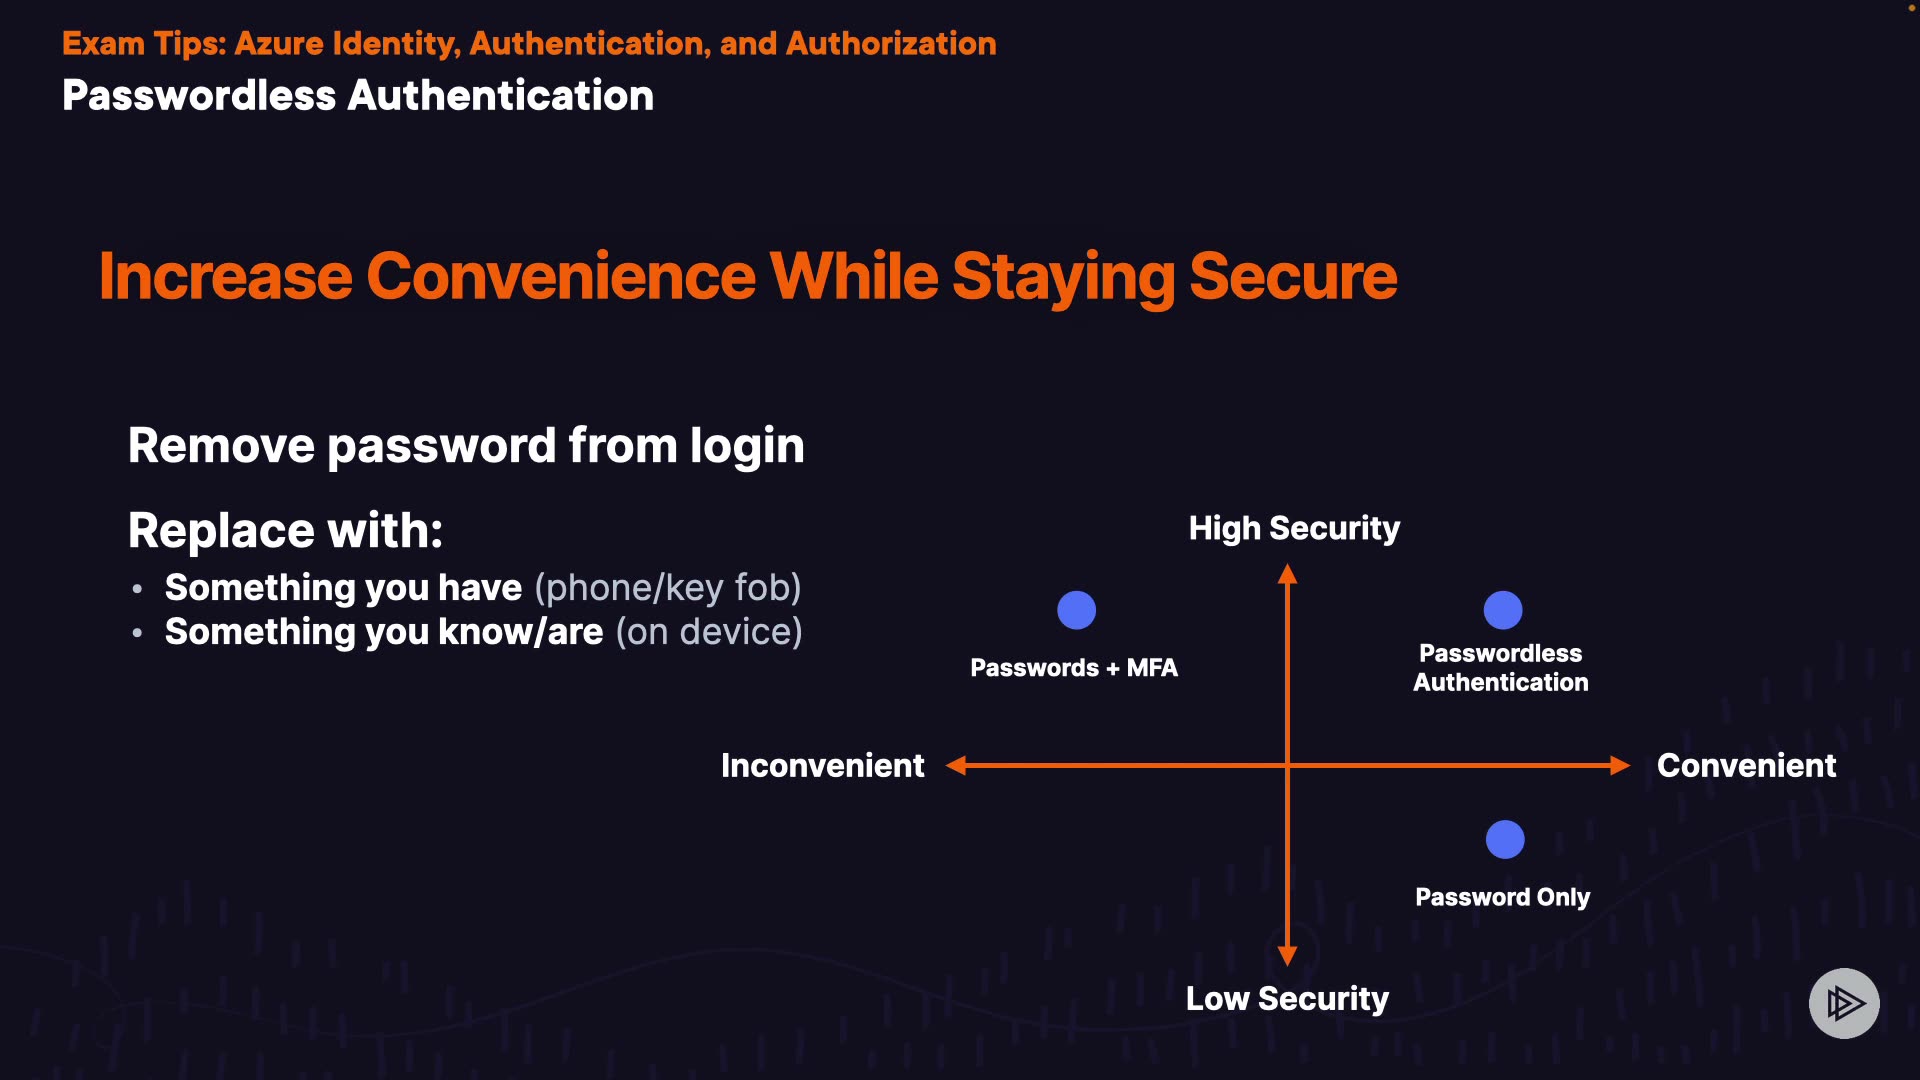 Exam Tips: Azure Identity, Authentication, and Authorization
Passwordless Authentication
Increase Convenience While Staying Secure
Remove password from login
Replace with:
• Something you have (phone/key fob)
• Something you know/are (on device)
High Security
Passwords + MFA
Passwordless
Authentication
Inconvenient
Convenient
Password Only
Low Security